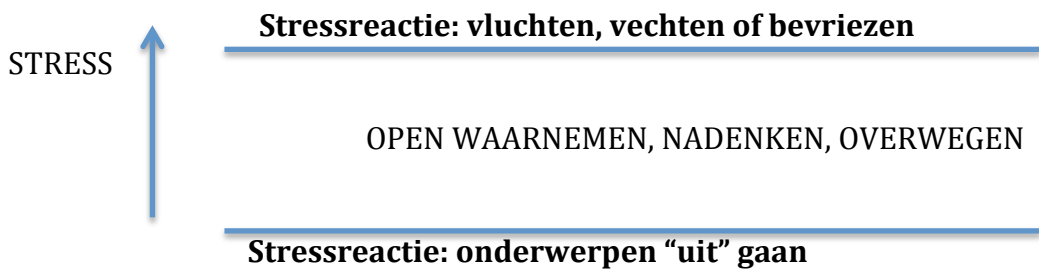 Stressreactie: vluchten, vechten of bevriezen
STRESS
OPEN WAARNEMEN, NADENKEN, OVERWEGEN
Stressreactie: onderwerpen “uit” gaan